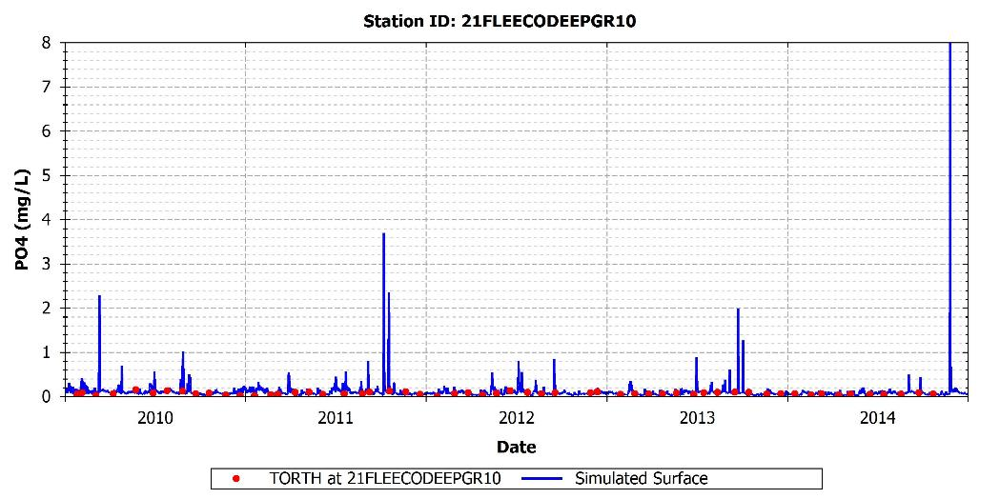 Station ID: 21FLEECODEEPGR10
8
7
6
5
4
3
2
1
0
PO4 (mg/L)
2010 2011 2012 2013 2014
Date
TORTH at 21FLEECODEEPGR10 Simulated Surface